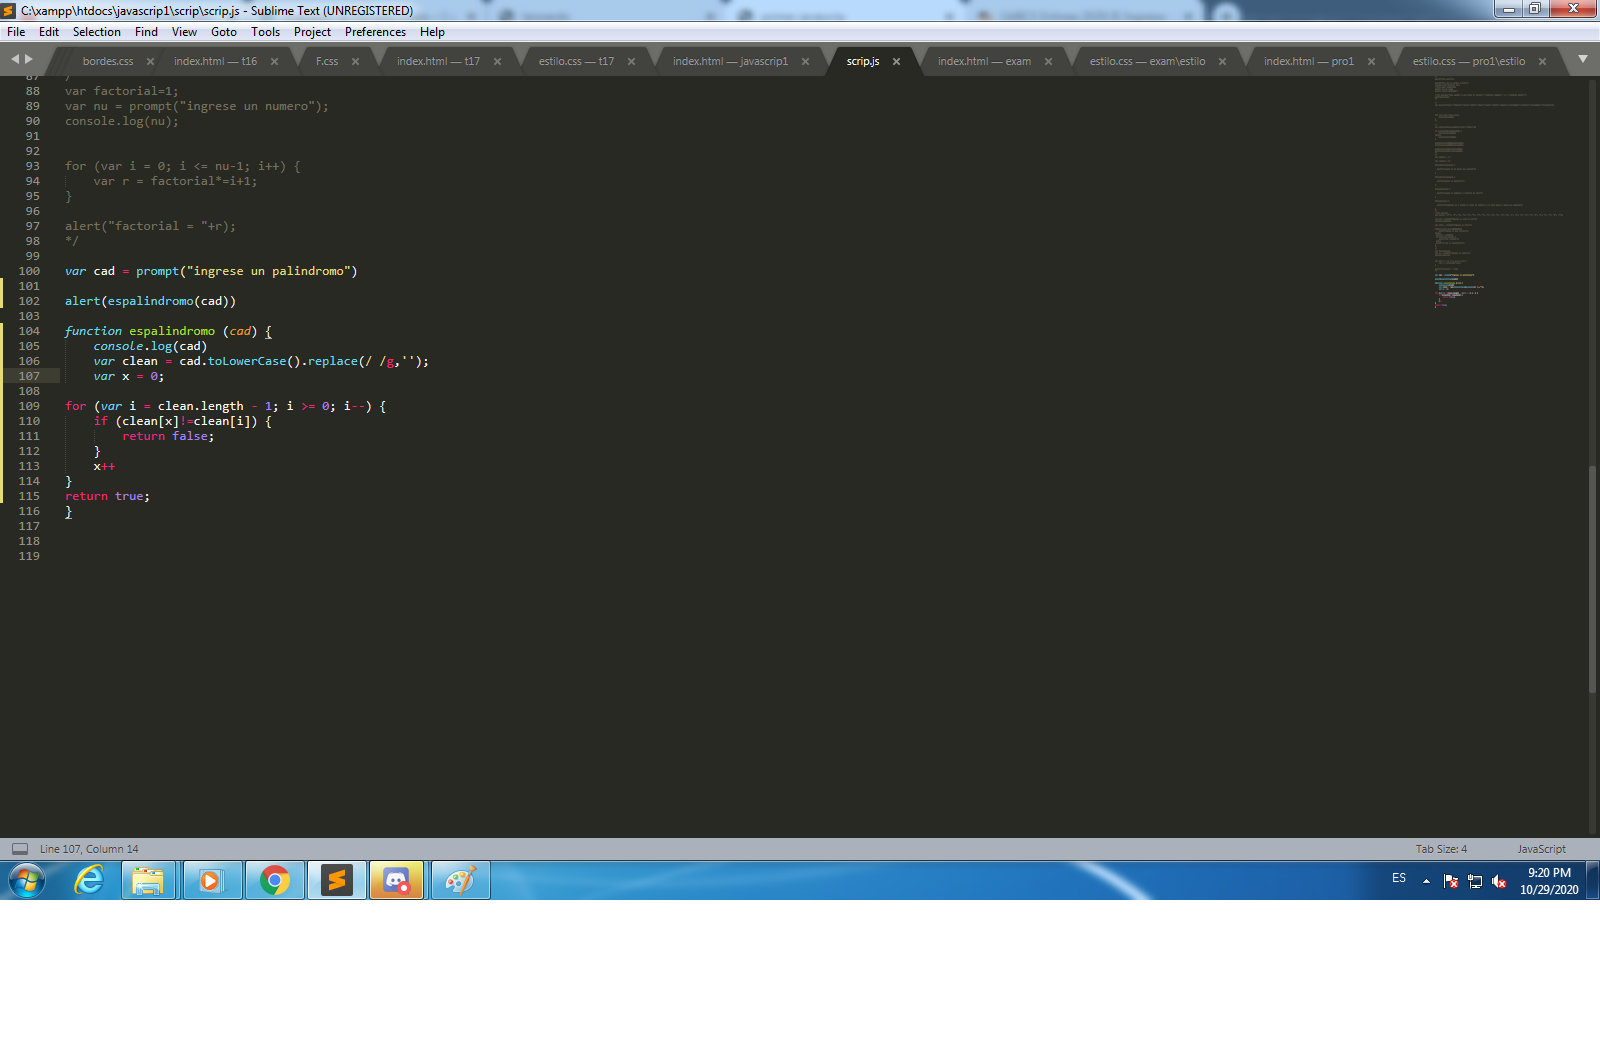 C:\xampp\htdocs\javascrip1\scrip\scrip.js - Sublime Text (UNREGISTERED)
File Edit Selection Find View Goto Tools Project Preferences Help
bordes.css index.html — t16 F.css index.html — t17 estilo.css — t17 index.html — javascrip1 scrip.js index.html — exam estilo.css — exam\estilo index.html — pro1 estilo.css — pro1\estilo
87 /
88 var factorial=1;
89 var nu = prompt("ingrese un numero");
90 console.log(nu);
91
92
93 for (var i = 0; i <= nu-1; i++) {
94 var r = factorial*=i+1;
95 }
96
97 alert("factorial = "+r);
98 */
99
100 var cad = prompt("ingrese un palindromo")
101
102 alert(espalindromo(cad))
103
104 function espalindromo (cad) {
105 console.log(cad)
106 var clean = cad.toLowerCase().replace(/ /g,'');
107 var x = 0;
108
109 for (var i = clean.length - 1; i >= 0; i--) {
110 if (clean[x]!=clean[i]) {
111 return false;
112 }
113 x++
114 }
115 return true;
116 }
117
118
119
Line 107, Column 14 Tab Size: 4 JavaScript
ES 9:20 PM
10/29/2020